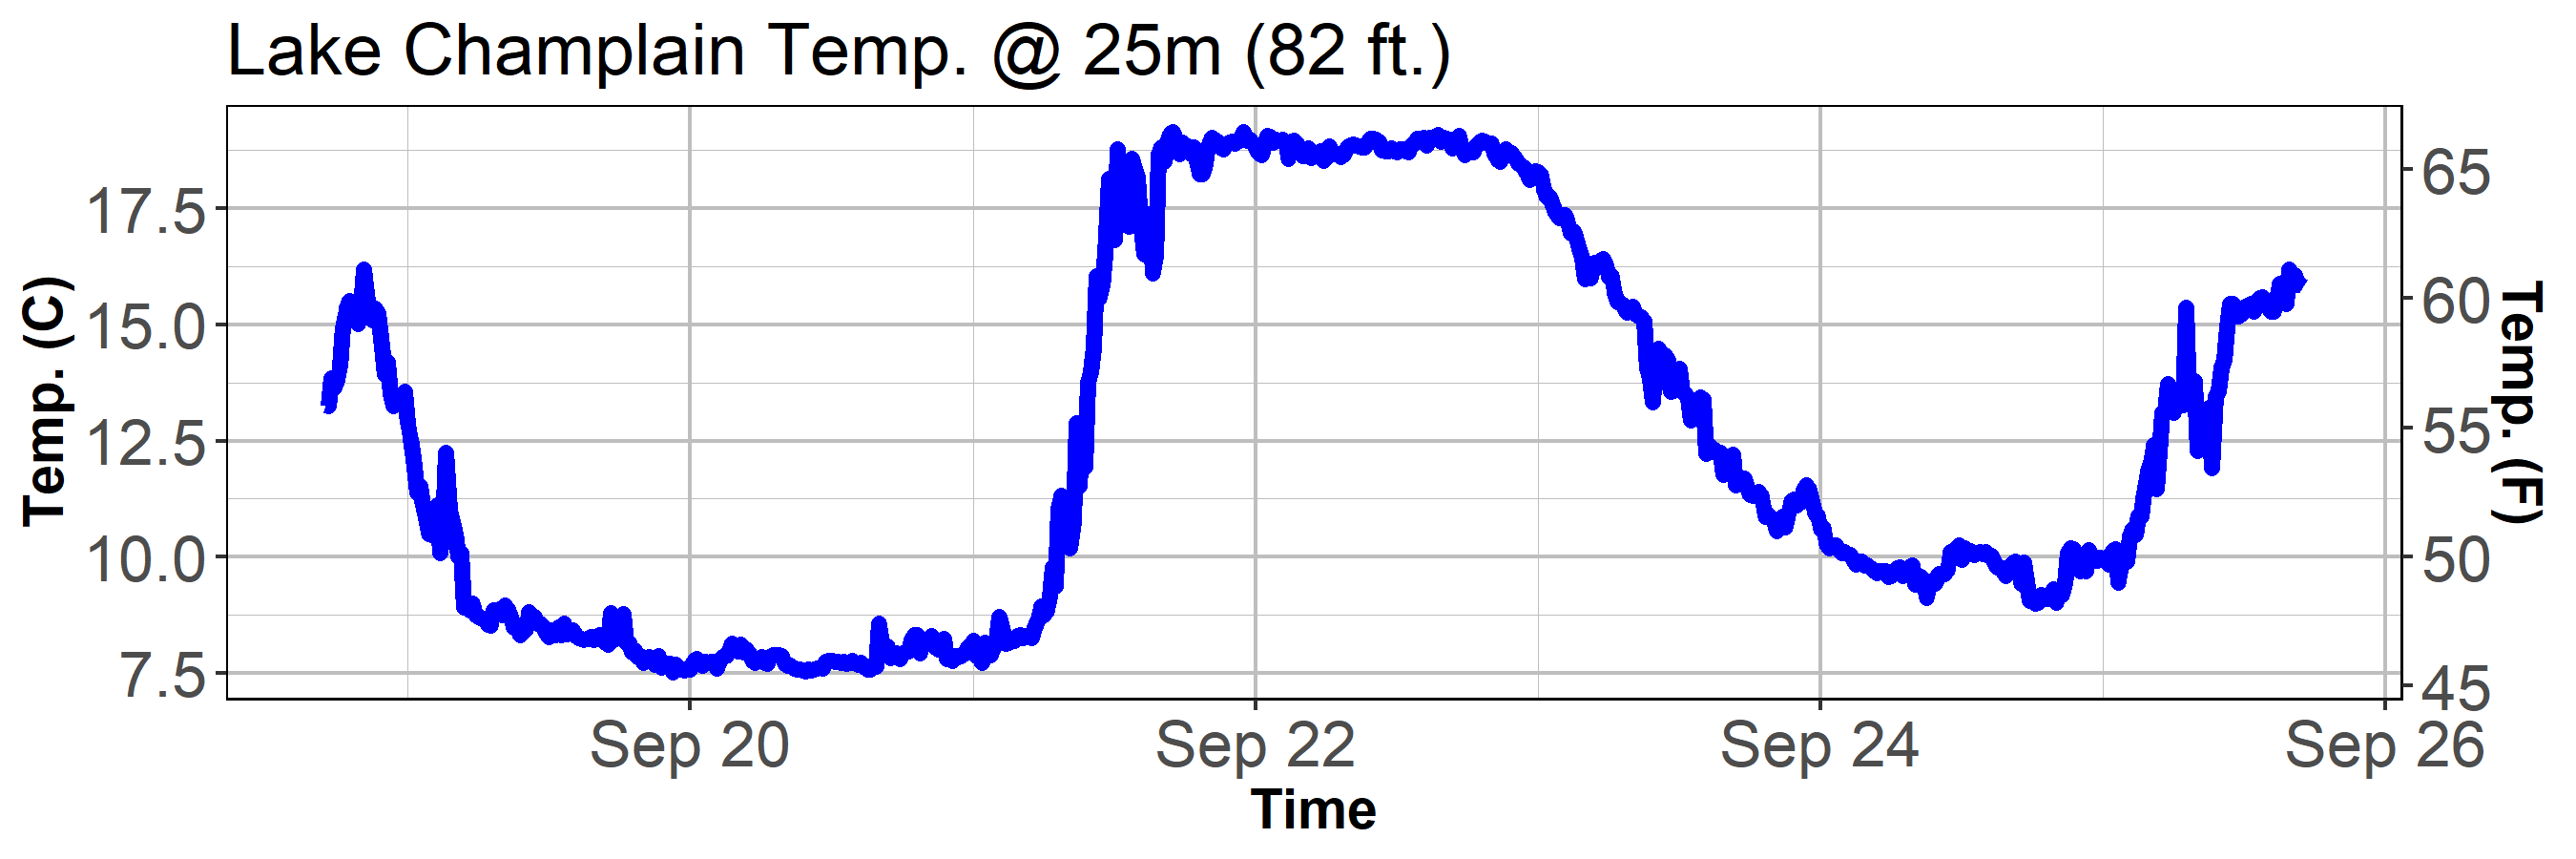 Lake Champlain Temp. @ 25m (82 ft.)
Temp. (C)
17.5
15.0
12.5
10.0
7.5
65
60
55
50
45
Temp. (F)
Sep 20
Sep 22
Sep 24
Sep 26
Time